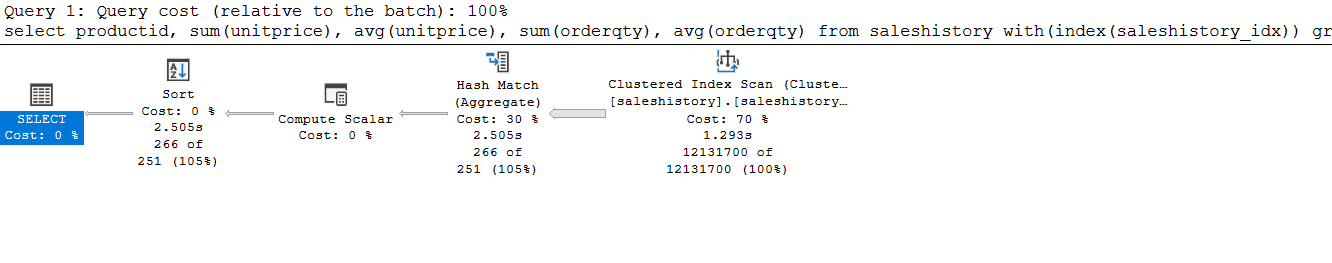 Query 1: Query cost (relative to the batch): 100%
select productid, sum(unitprice), avg(unitprice), sum(orderqty), avg(orderqty) from saleshistory with(index(saleshistory_idx)) gr
SELECT
Cost: 0 %
Sort
Cost: 0 %
2.505s
266 of
251 (105%)
Compute Scalar
Cost: 0 %
Hash Match
(Aggregate)
Cost: 30 %
2.505s
266 of
251 (105%)
Clustered Index Scan (Cluste…
[saleshistory].[saleshistory…
Cost: 70 %
1.293s
12131700 of
12131700 (100%)